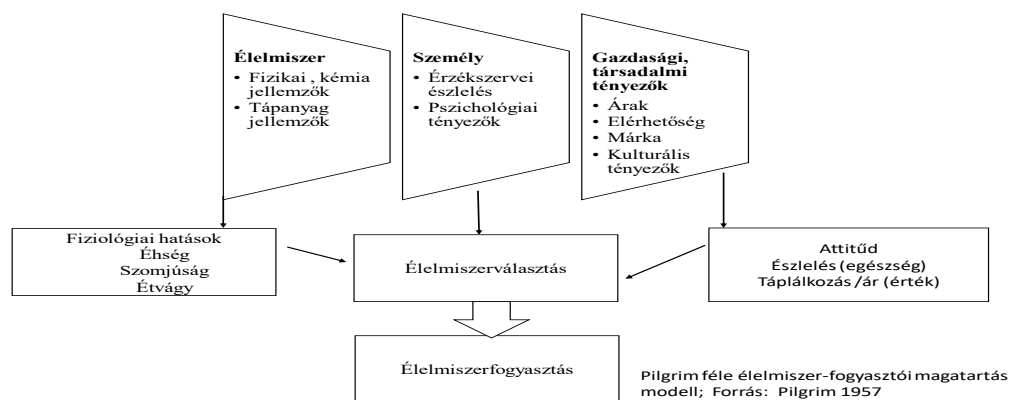 Élelmiszer
• Fizikai , kémia
jellemzők
• Tápanyag
jellemzők
Személy
• Érzékszervei
észlelés
• Pszichológiai
tényezők
Gazdasági,
társadalmi
tényezők
• Árak
• Elérhetőség
• Márka
• Kulturális
tényezők
Fiziológiai hatások
Éhség
Szomjúság
Étvágy
Élelmiszerválasztás
Attitűd
Észlelés (egészség)
Táplálkozás /ár (érték)
Élelmiszerfogyasztás
Pilgrim féle élelmiszer-fogyasztói magatartás
modell; Forrás: Pilgrim 1957